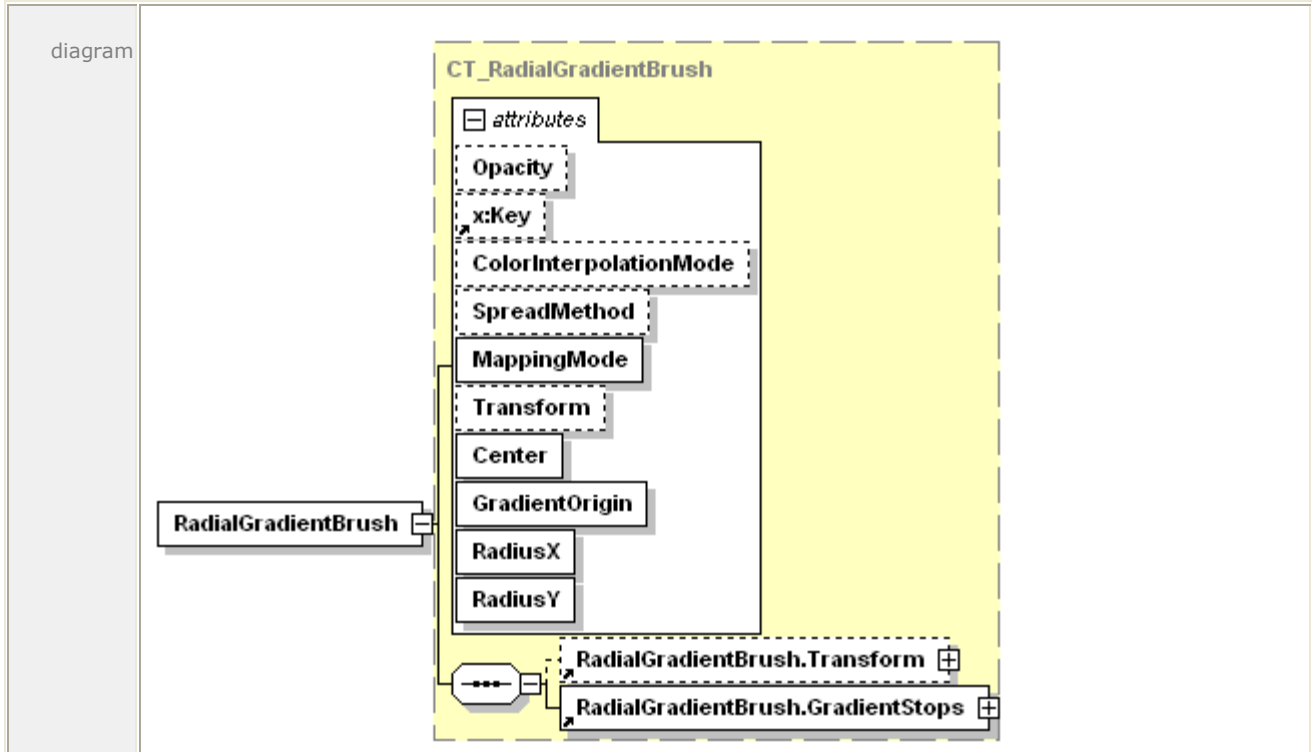 diagram
CT_RadialGradientBrush
attributes
Opacity
x:Key
ColorInterpolationMode
SpreadMethod
MappingMode
Transform
Center
GradientOrigin
RadialGradientBrush
RadiusX
RadiusY
RadialGradientBrush.Transform
RadialGradientBrush.GradientStops